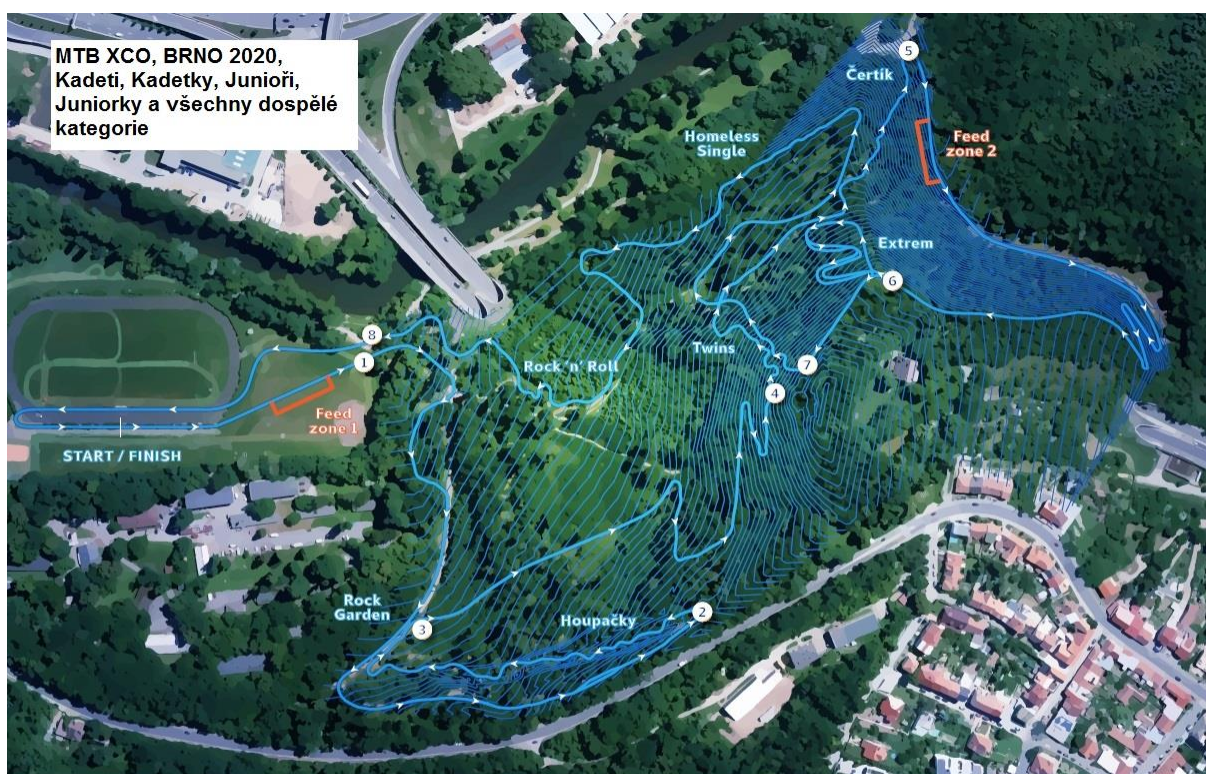 MTB XCO, BRNO 2020,
Kadeti, Kadetky, Junioři,
Juniorky a všechny dospělé
kategorie
5
Čertík
Homeless
Single
Feed
zone 2
Extrem
6
8
1
Twins
7
Rock 'n' Roll
4
Feed
zone 1
START / FINISH
Rock
Garden
3
Houpačky
2